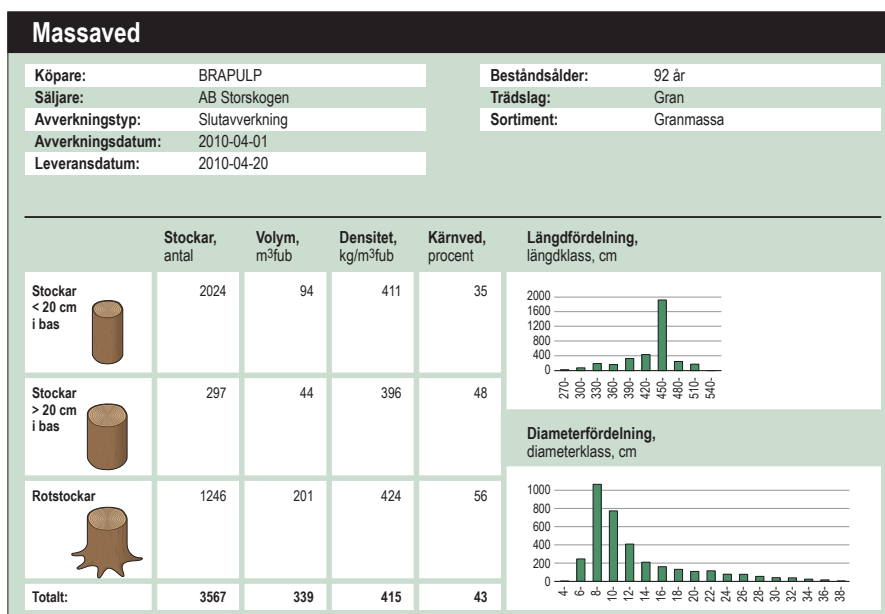 Massaved
Köpare: BRAPULP
Säljare: AB Storskogen
Avverkningstyp: Slutavverkning
Avverkningsdatum: 2010-04-01
Leveransdatum: 2010-04-20
Beståndsålder: 92 år
Trädslag: Gran
Sortiment: Granmassa
Stockar, Volym, Densitet, Kärnved,
antal m³fub kg/m³fub procent
Stockar 2024 94 411 35
< 20 cm
i bas
Stockar 297 44 396 48
> 20 cm
i bas
Rotstockar 1246 201 424 56
Totalt: 3567 339 415 43
Längdfördelning,
längdklass, cm
2000
1600
1200
800
400
0
270- 300- 330- 360- 390- 420- 450- 480- 510- 540-
Diameterfördelning,
diameterklass, cm
1000
800
600
400
200
0
4- 6- 8- 10- 12- 14- 16- 18- 20- 22- 24- 26- 28- 30- 32- 34- 36- 38-